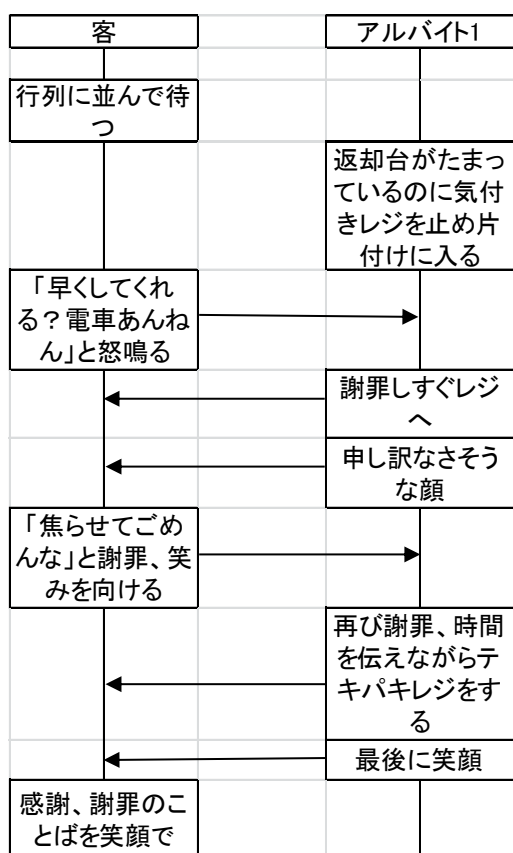 客
アルバイト1
行列に並んで待
つ
返却台がたまっ
ているのに気付
きレジを止め片
付けに入る
「早くしてくれ
る?電車あんね
ん」と怒鳴る
謝罪しすぐレジ
へ
申し訳なさそう
な顔
「焦らせてごめ
んな」と謝罪、笑
みを向ける
再び謝罪、時間
を伝えながらテ
キパキレジをす
る
最後に笑顔
感謝、謝罪のこ
とばを笑顔で